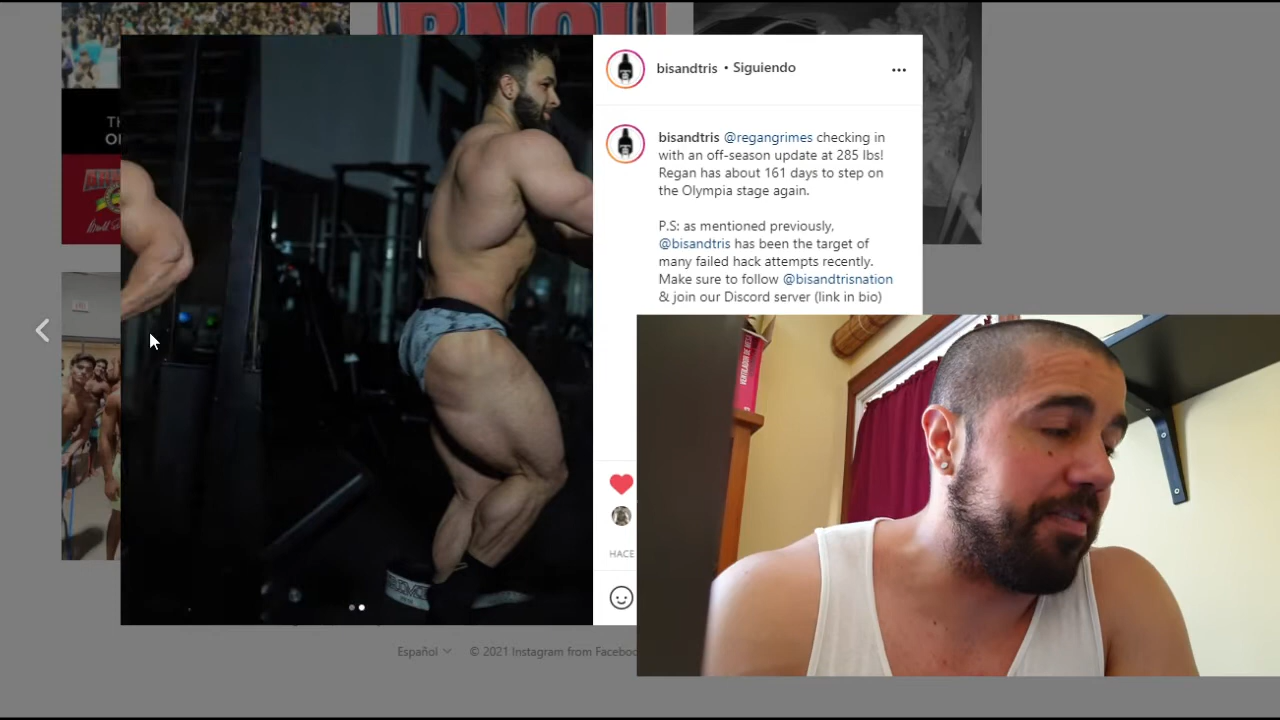 bisandtris • Siguiendo
bisandtris @regangrimes checking in
with an off-season update at 285 lbs!
Regan has about 161 days to step on
the Olympia stage again.
P.S: as mentioned previously,
@bisandtris has been the target of
many failed hack attempts recently.
Make sure to follow @bisandtrisnation
& join our Discord server (link in bio)
HACE
VENTILADOR DE MESA
Español
© 2021 Instagram from Faceboo